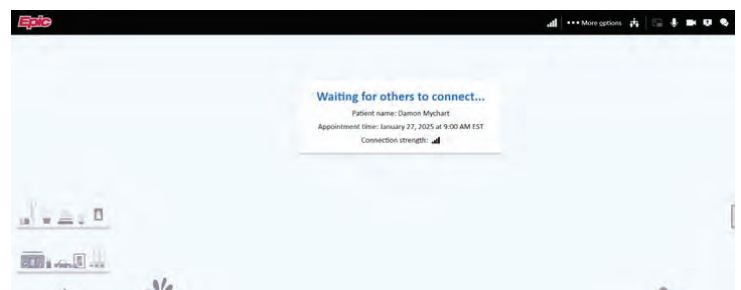 Epic
More options
Waiting for others to connect...
Patient name: Damon Mychart
Appointment time: January 27, 2025 at 9:00 AM EST
Connection strength: